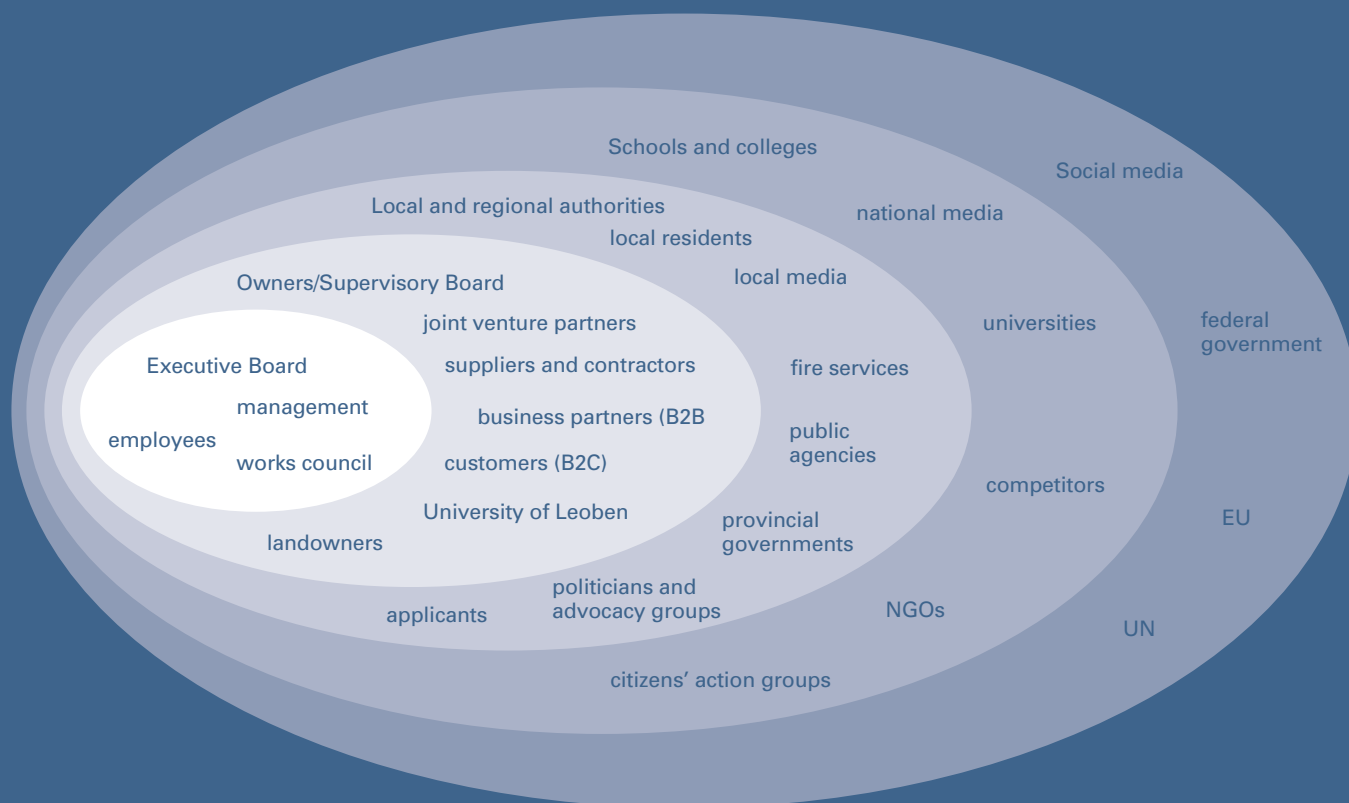 Schools and colleges
Social media
Local and regional authorities
national media
local residents
local media
Owners/Supervisory Board
joint venture partners
universities
federal
government
Executive Board
suppliers and contractors
fire services
management
business partners (B2B
public
agencies
employees
works council
customers (B2C)
competitors
University of Leoben
EU
landowners
provincial
governments
politicians and
advocacy groups
applicants
NGOs
UN
citizens’ action groups